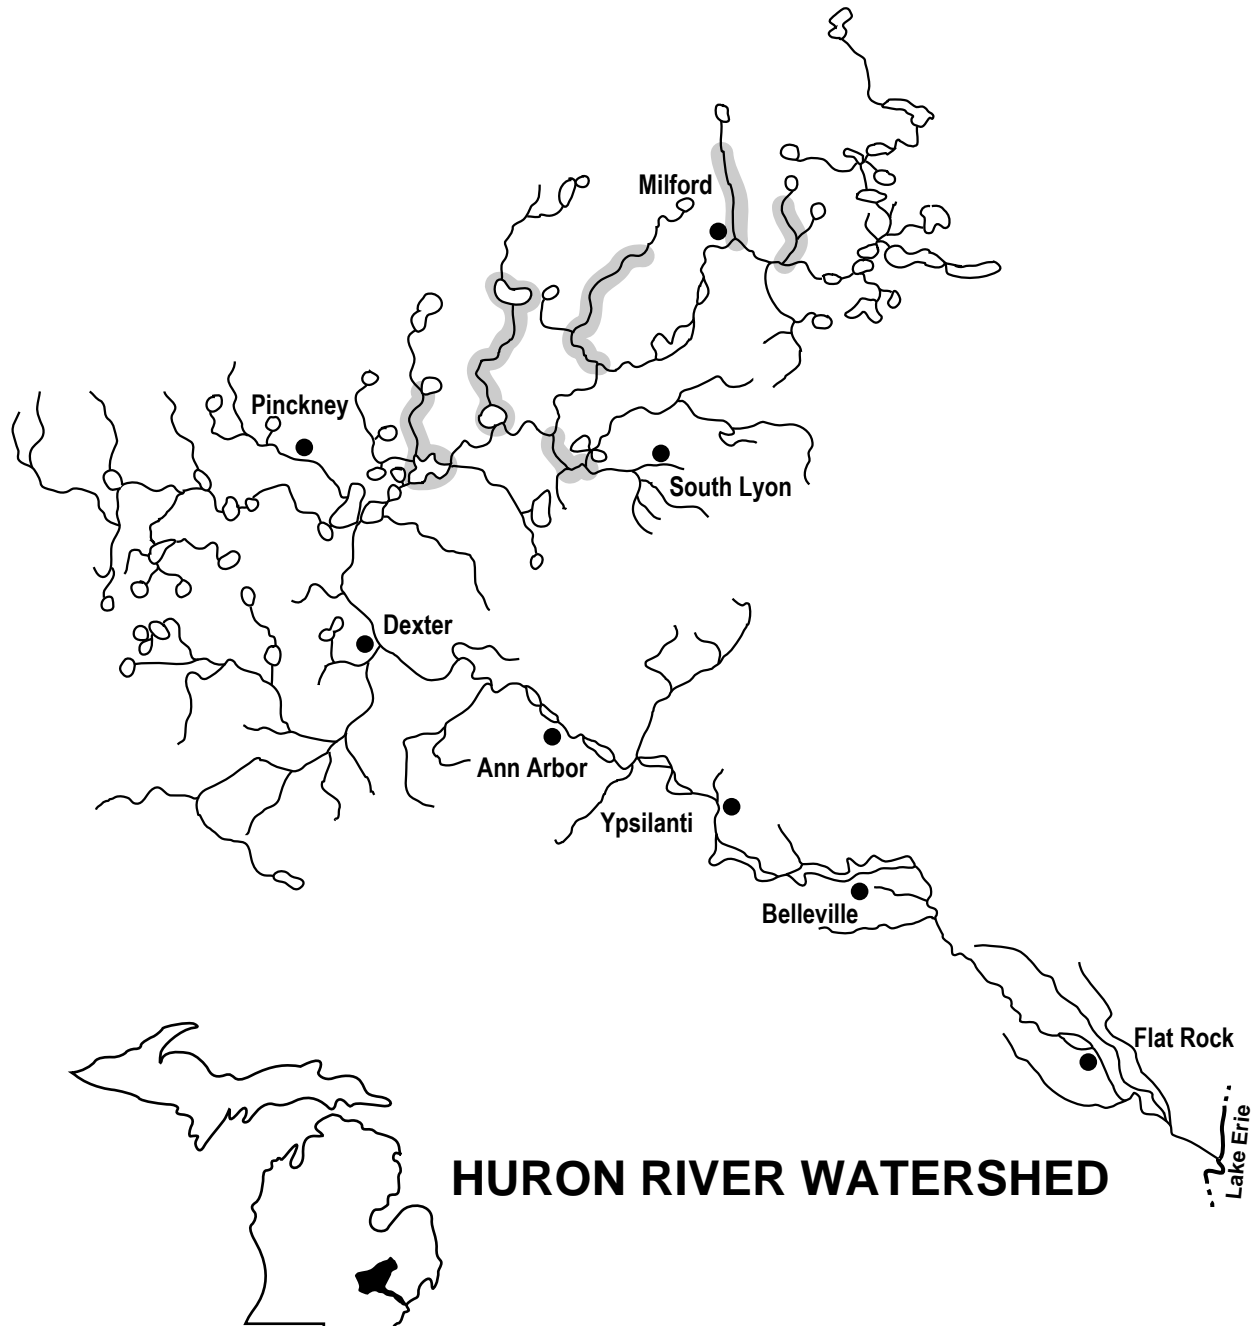 Milford
Pinckney
South Lyon
Dexter
Ann Arbor
Ypsilanti
Belleville
Flat Rock
Lake Erie
HURON RIVER WATERSHED